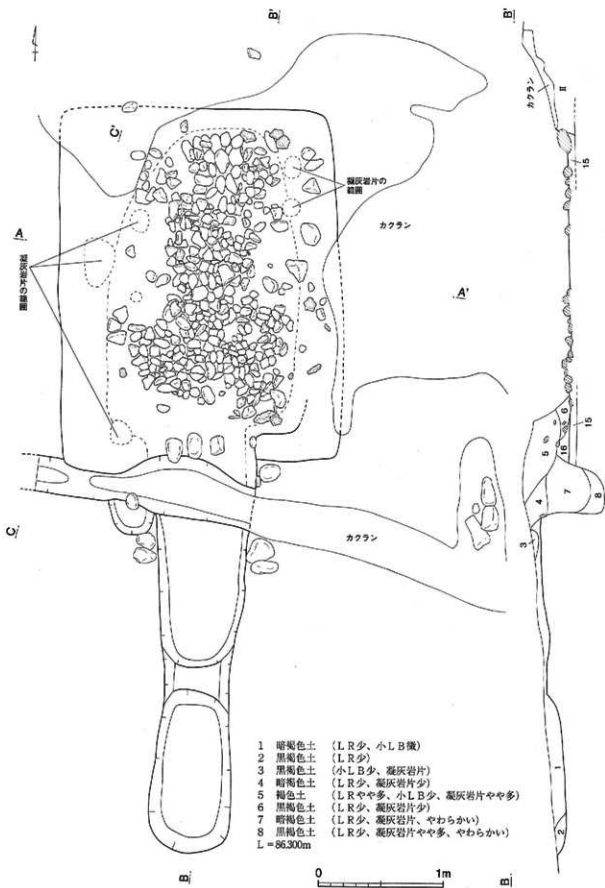 B'
B'
カクラン
II
15
C'
凝灰岩片の
範囲
A
カクラン
A'
6
5
16
15
4
7
8
3
C
カクラン
1 暗褐色土 (LR少、小LB微)
2 黒褐色土 (LR少)
3 黒褐色土 (小LB少、凝灰岩片)
4 暗褐色土 (LR少、凝灰岩片少)
5 褐色土 (LRやや多、小LB少、凝灰岩片やや多)
6 黒褐色土 (LR少、凝灰岩片少)
7 暗褐色土 (LR少、凝灰岩片、やわらかい)
8 黒褐色土 (LR少、凝灰岩片やや多、やわらかい)
L=86.300m
1
2
0 1m
B
B